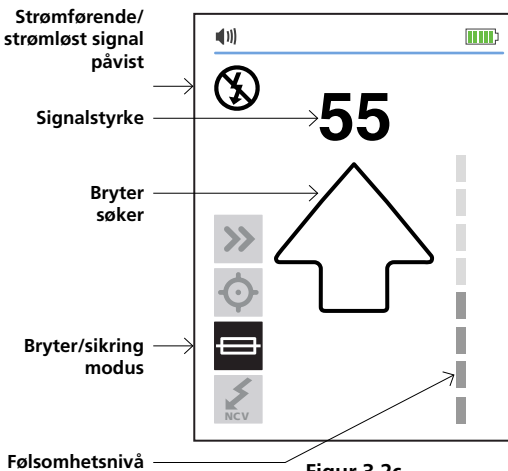 Strømførende/
strømløst signal
påvist
55
Signalstyrke
Bryter
søker
Bryter/sikring
modus
NCV
Følsomhetsnivå
Figur 3.2c